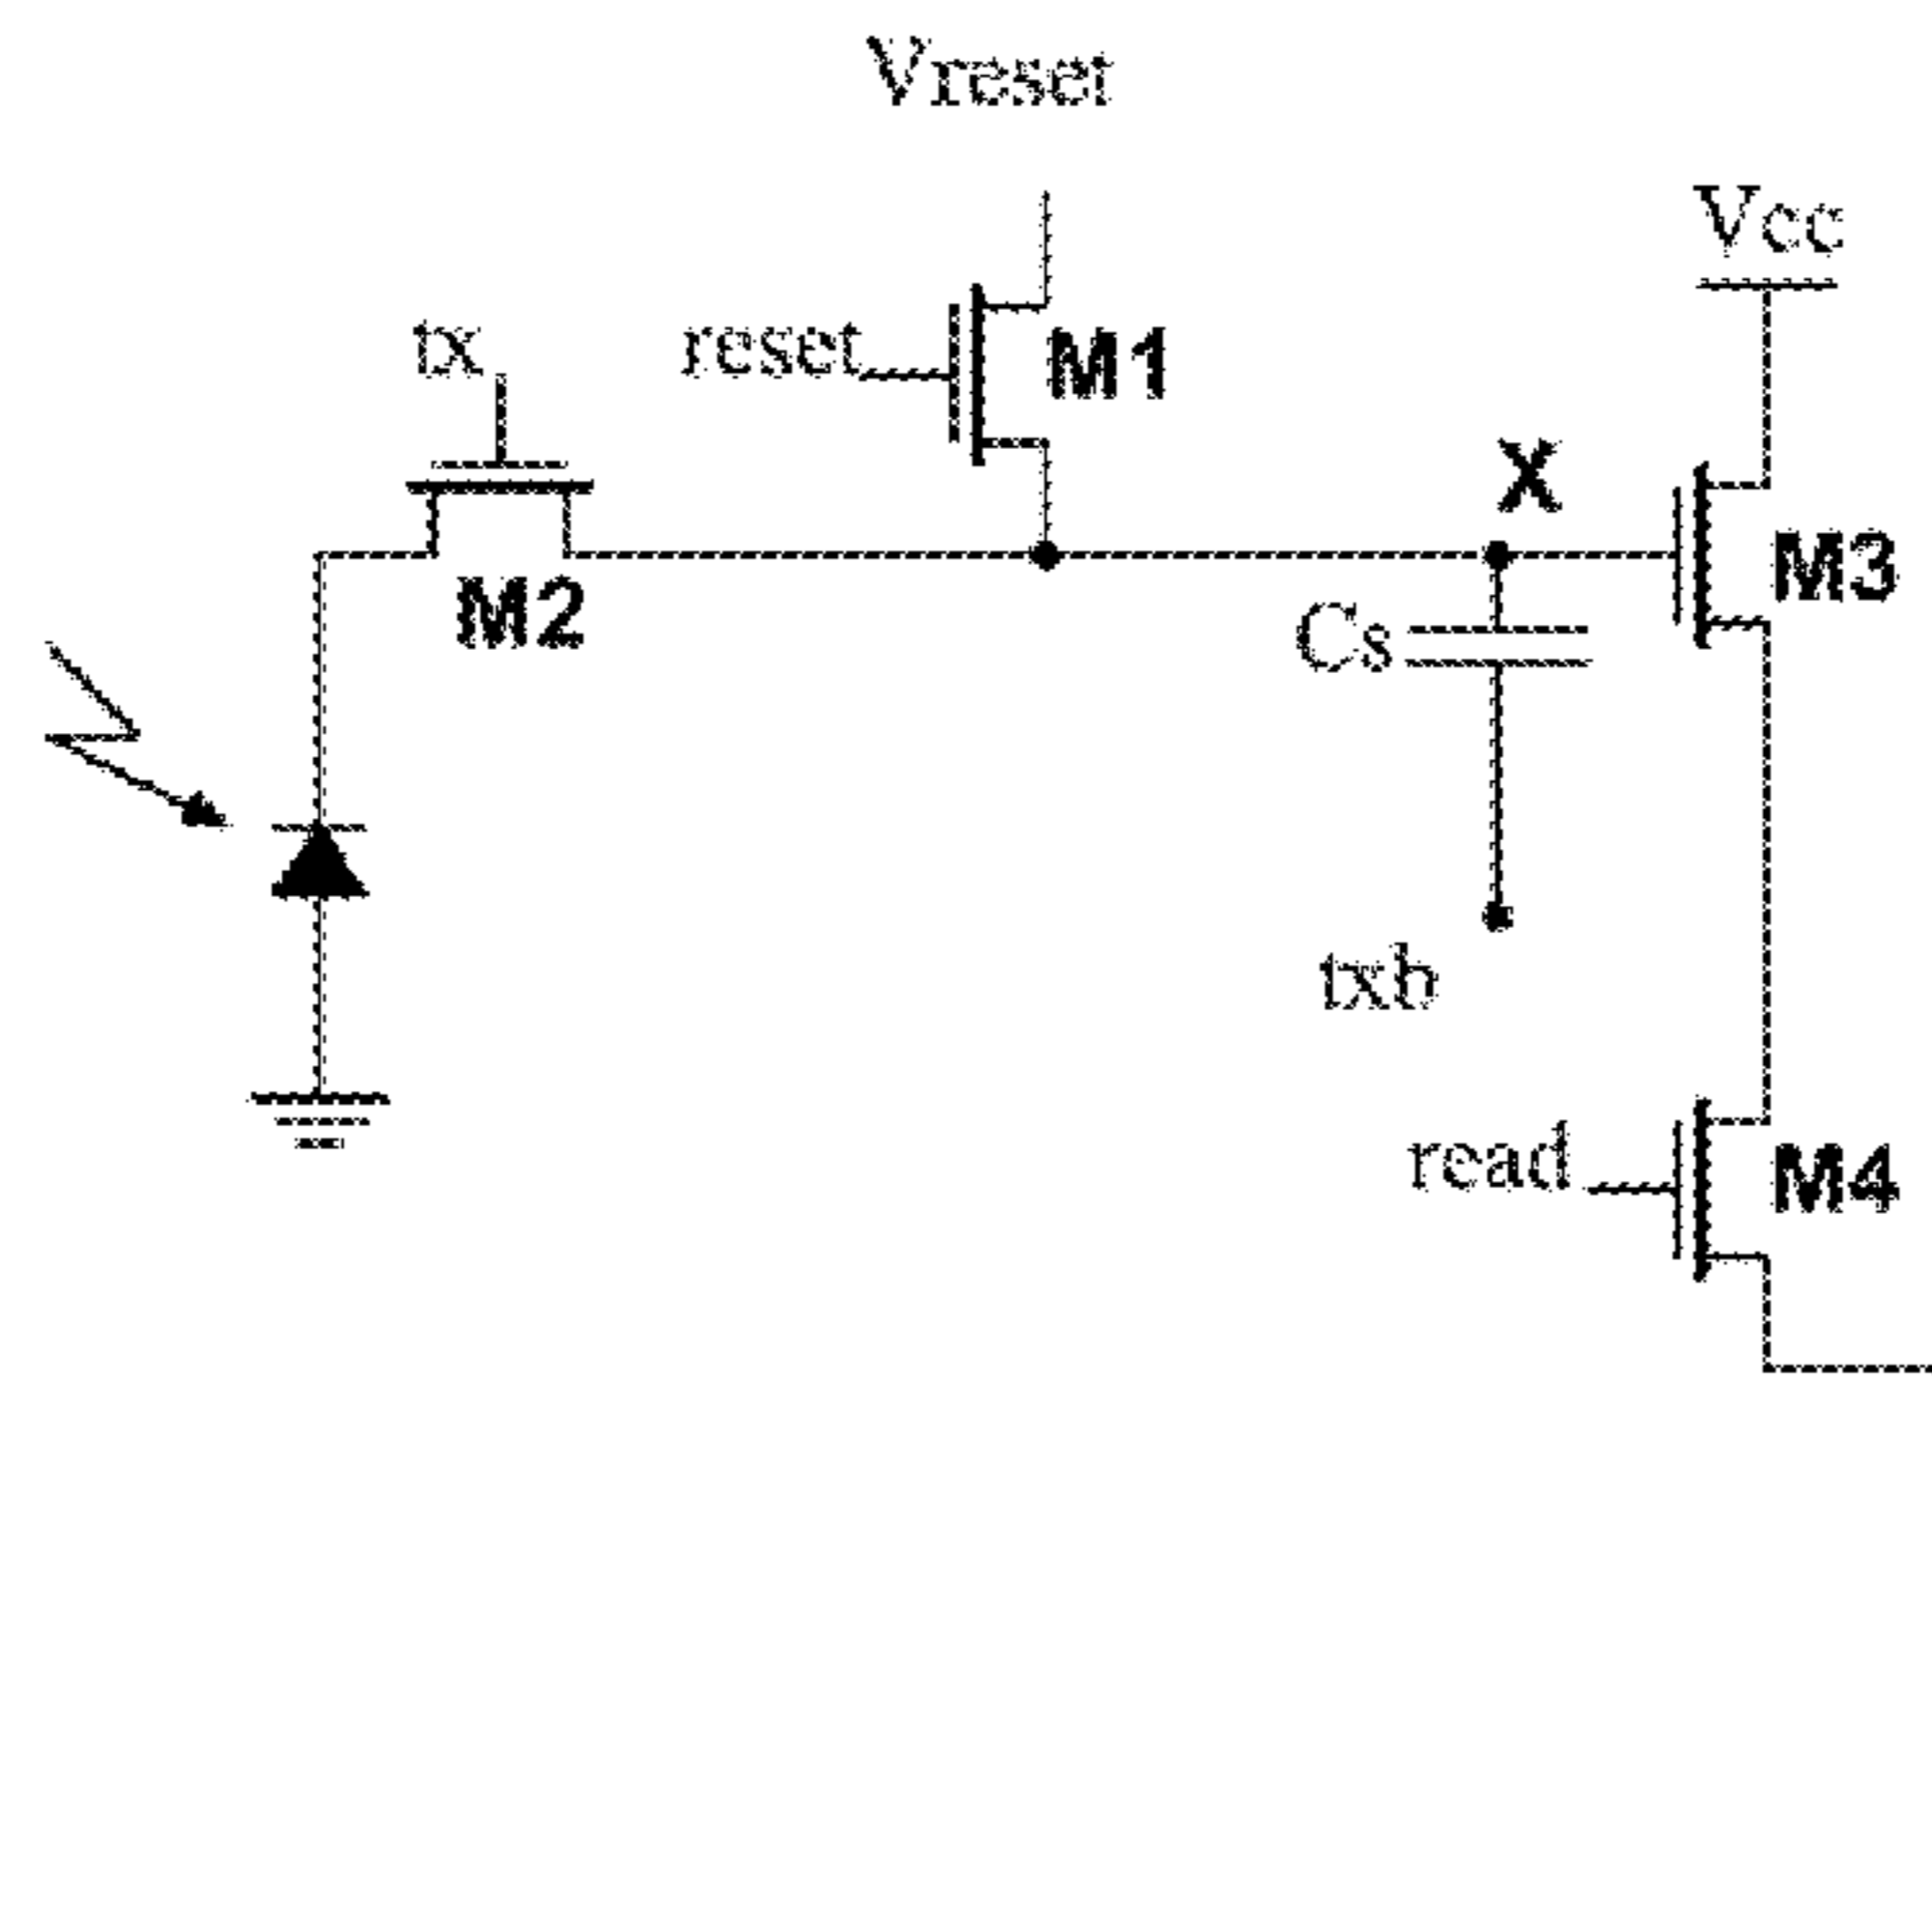 Vreset
Vcc
tx
reset
M1
X
M2
M3
Cs
txb
read
M4